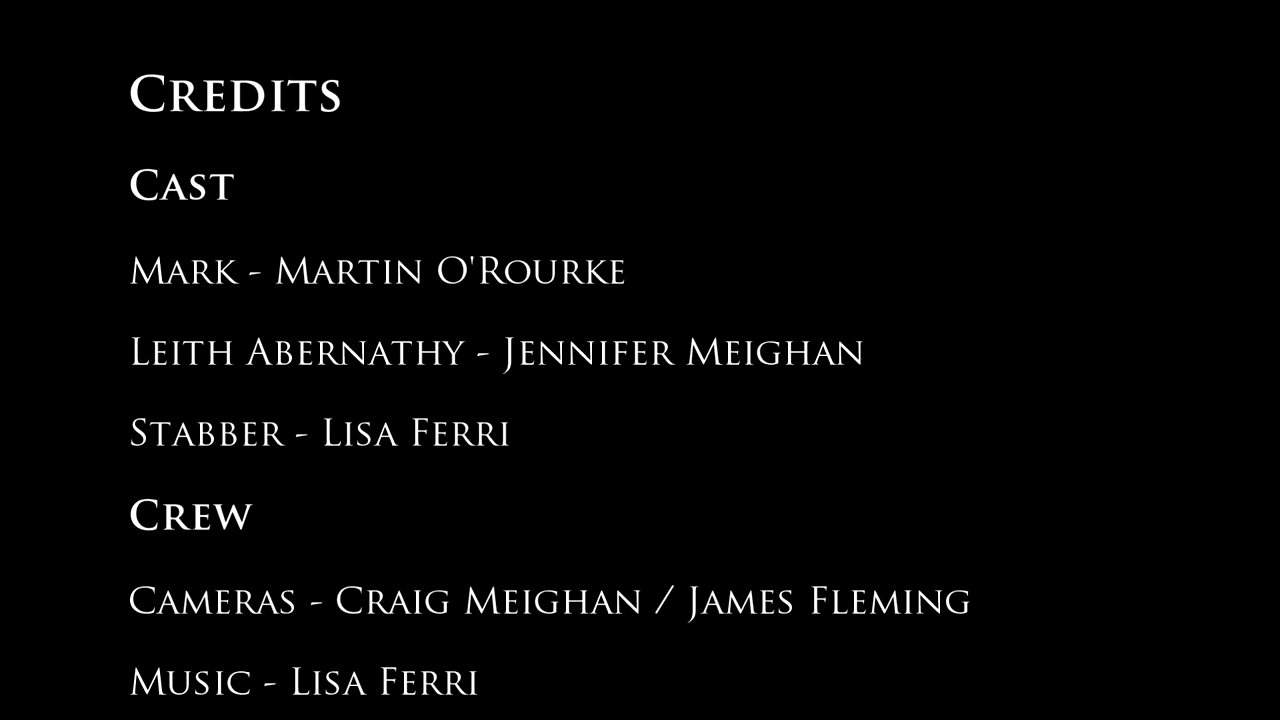 Credits
Cast
Mark - Martin O'Rourke
Leith Abernathy - Jennifer Meighan
Stabber - Lisa Ferri
Crew
Cameras - Craig Meighan / James Fleming
Music - Lisa Ferri